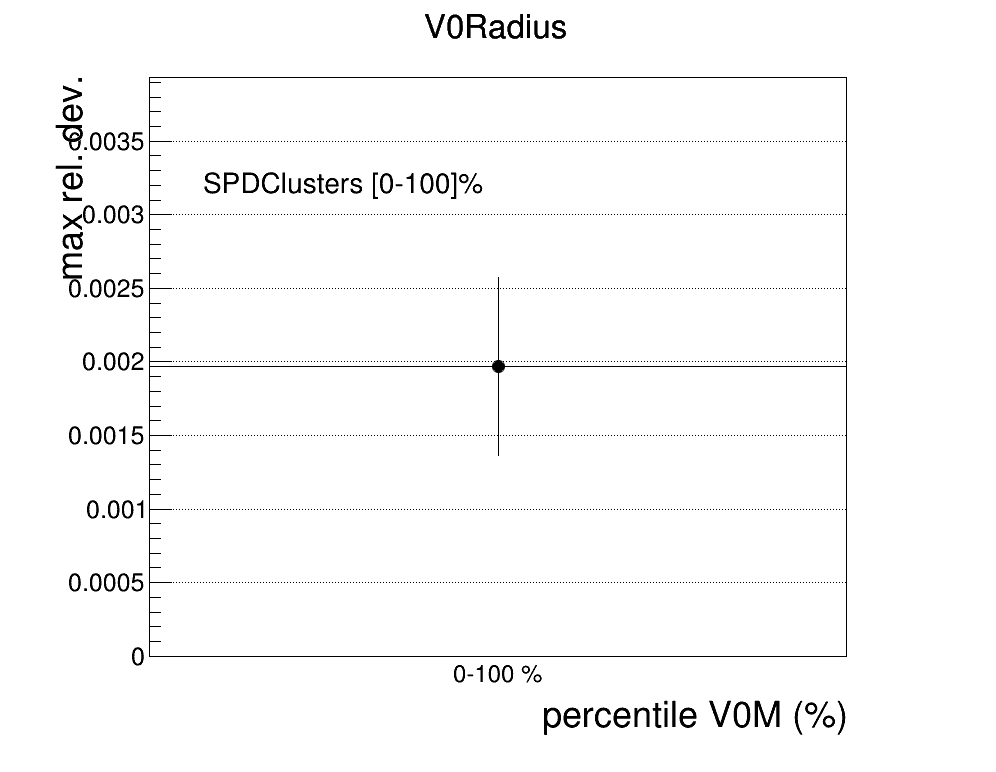 V0Radius
max rel. dev.
0.0035
SPDClusters [0-100]%
0.003
0.0025
0.002
0.0015
0.001
0.0005
0
0-100 %
percentile V0M (%)